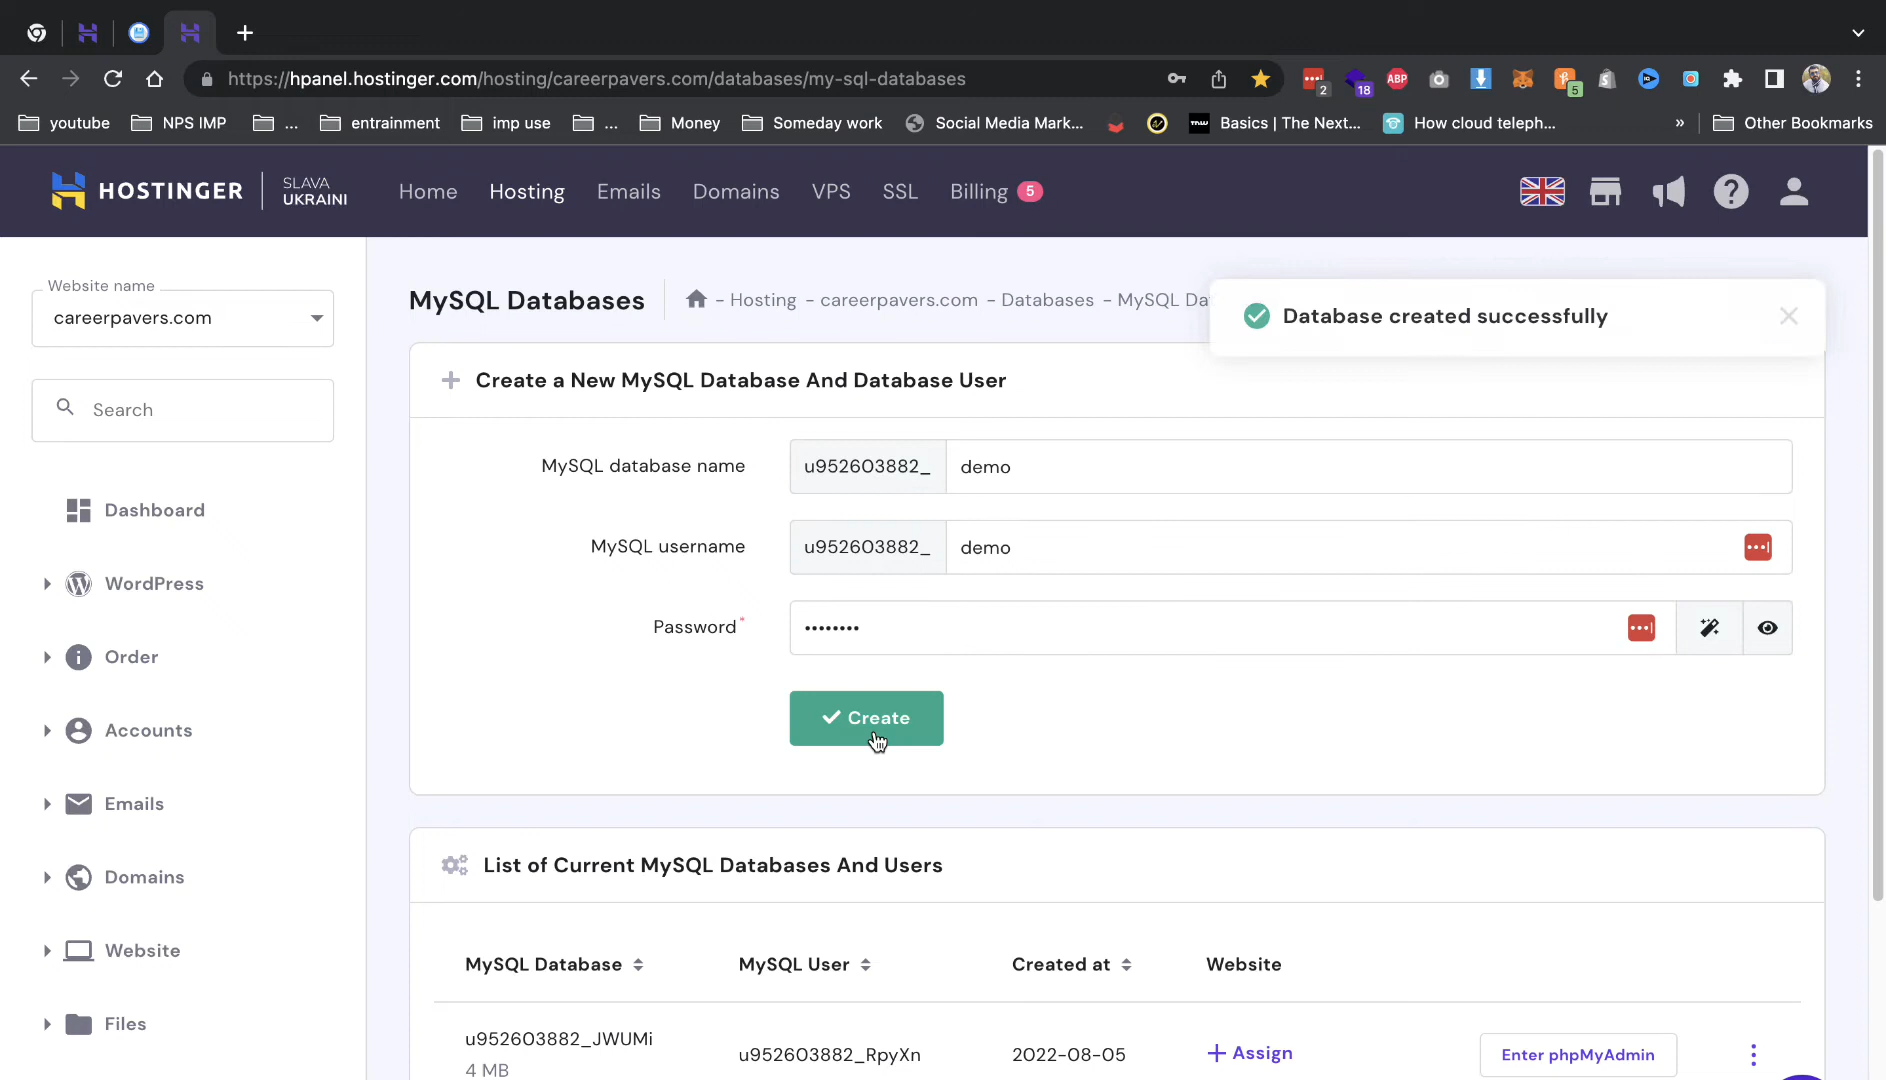 https://hpanel.hostinger.com/hosting/careerpavers.com/databases/my-sql-databases
ABP
2
18
5
youtube
NPS IMP
...
entrainment
imp use
...
Money
Someday work
Social Media Mark...
Basics | The Next...
How cloud teleph...
»
Other Bookmarks
HOSTINGER
SLAVA
UKRAINI
Home
Hosting
Emails
Domains
VPS
SSL
Billing
5
Website name
careerpavers.com
Search
Dashboard
WordPress
Order
Accounts
Emails
Domains
Website
Files
MySQL Databases
- Hosting - careerpavers.com - Databases - MySQL Da
Database created successfully
Create a New MySQL Database And Database User
MySQL database name
u952603882_
demo
MySQL username
u952603882_
demo
Password*
••••••••
Create
List of Current MySQL Databases And Users
MySQL Database
MySQL User
Created at
Website
u952603882_JWUMi
4 MB
u952603882_RpyXn
2022-08-05
+ Assign
Enter phpMyAdmin